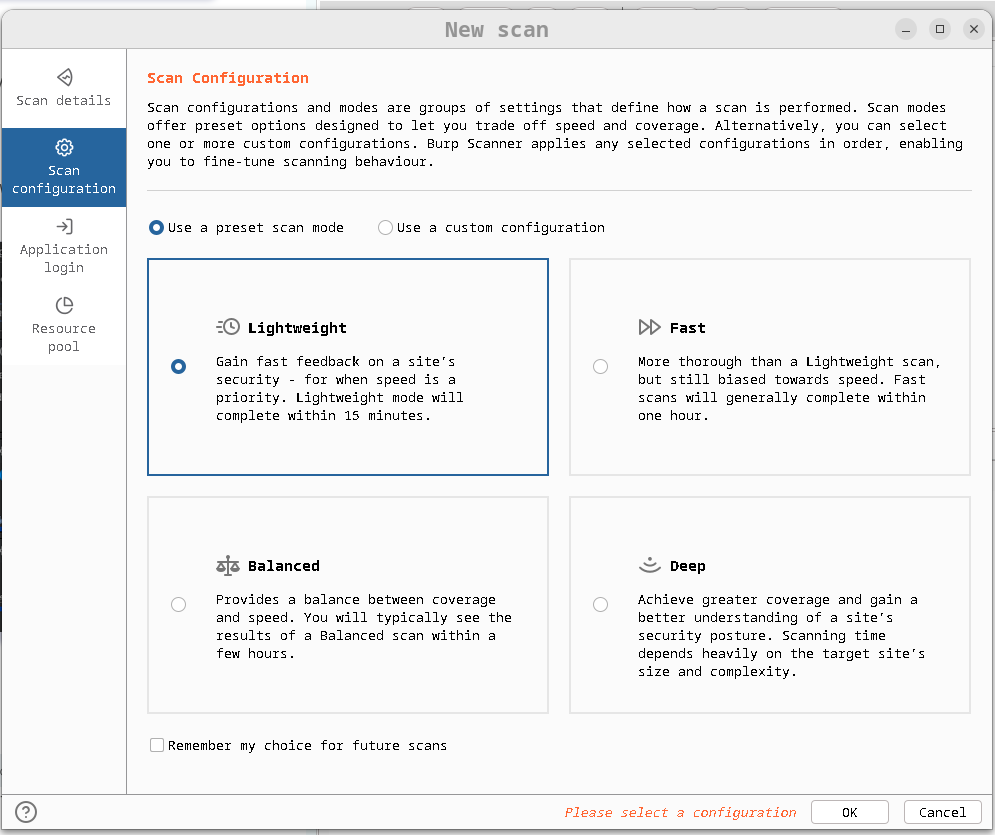 New scan
Scan details
Scan
configuration
Application
login
Resource
pool
Scan Configuration
Scan configurations and modes are groups of settings that define how a scan is performed. Scan modes
offer preset options designed to let you trade off speed and coverage. Alternatively, you can select
one or more custom configurations. Burp Scanner applies any selected configurations in order, enabling
you to fine-tune scanning behaviour.
Use a preset scan mode
Use a custom configuration
Lightweight
Gain fast feedback on a site's
security - for when speed is a
priority. Lightweight mode will
complete within 15 minutes.
Fast
More thorough than a Lightweight scan,
but still biased towards speed. Fast
scans will generally complete within
one hour.
Balanced
Provides a balance between coverage
and speed. You will typically see the
results of a Balanced scan within a
few hours.
Deep
Achieve greater coverage and gain a
better understanding of a site's
security posture. Scanning time
depends heavily on the target site's
size and complexity.
Remember my choice for future scans
?
Please select a configuration
OK
Cancel